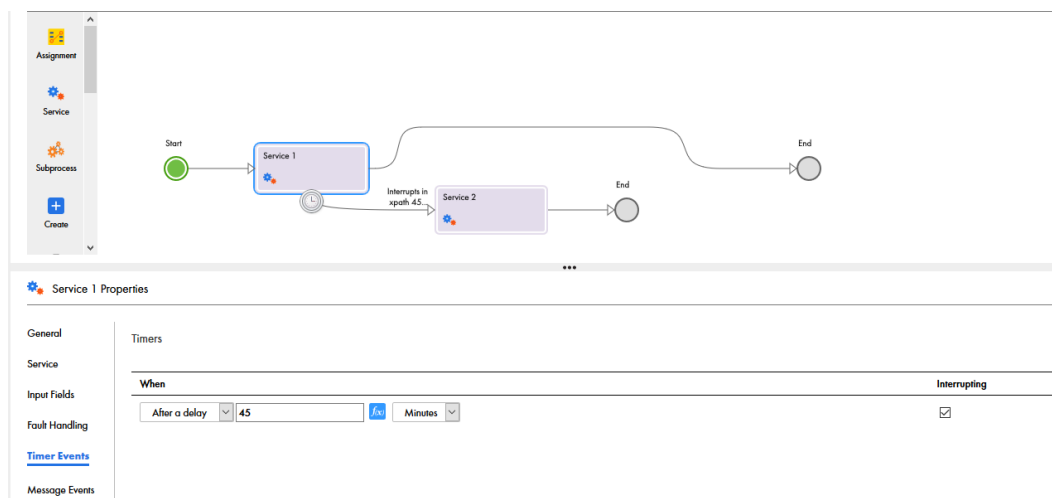 Assignment
Service
Subprocess
Create
Start
Service 1
Interrupts in
xpath 45...
Service 2
End
End
Service 1 Properties
General
Service
Input Fields
Fault Handling
Timer Events
Message Events
Timers
When
Interrupting
After a delay
45
f(x)
Minutes